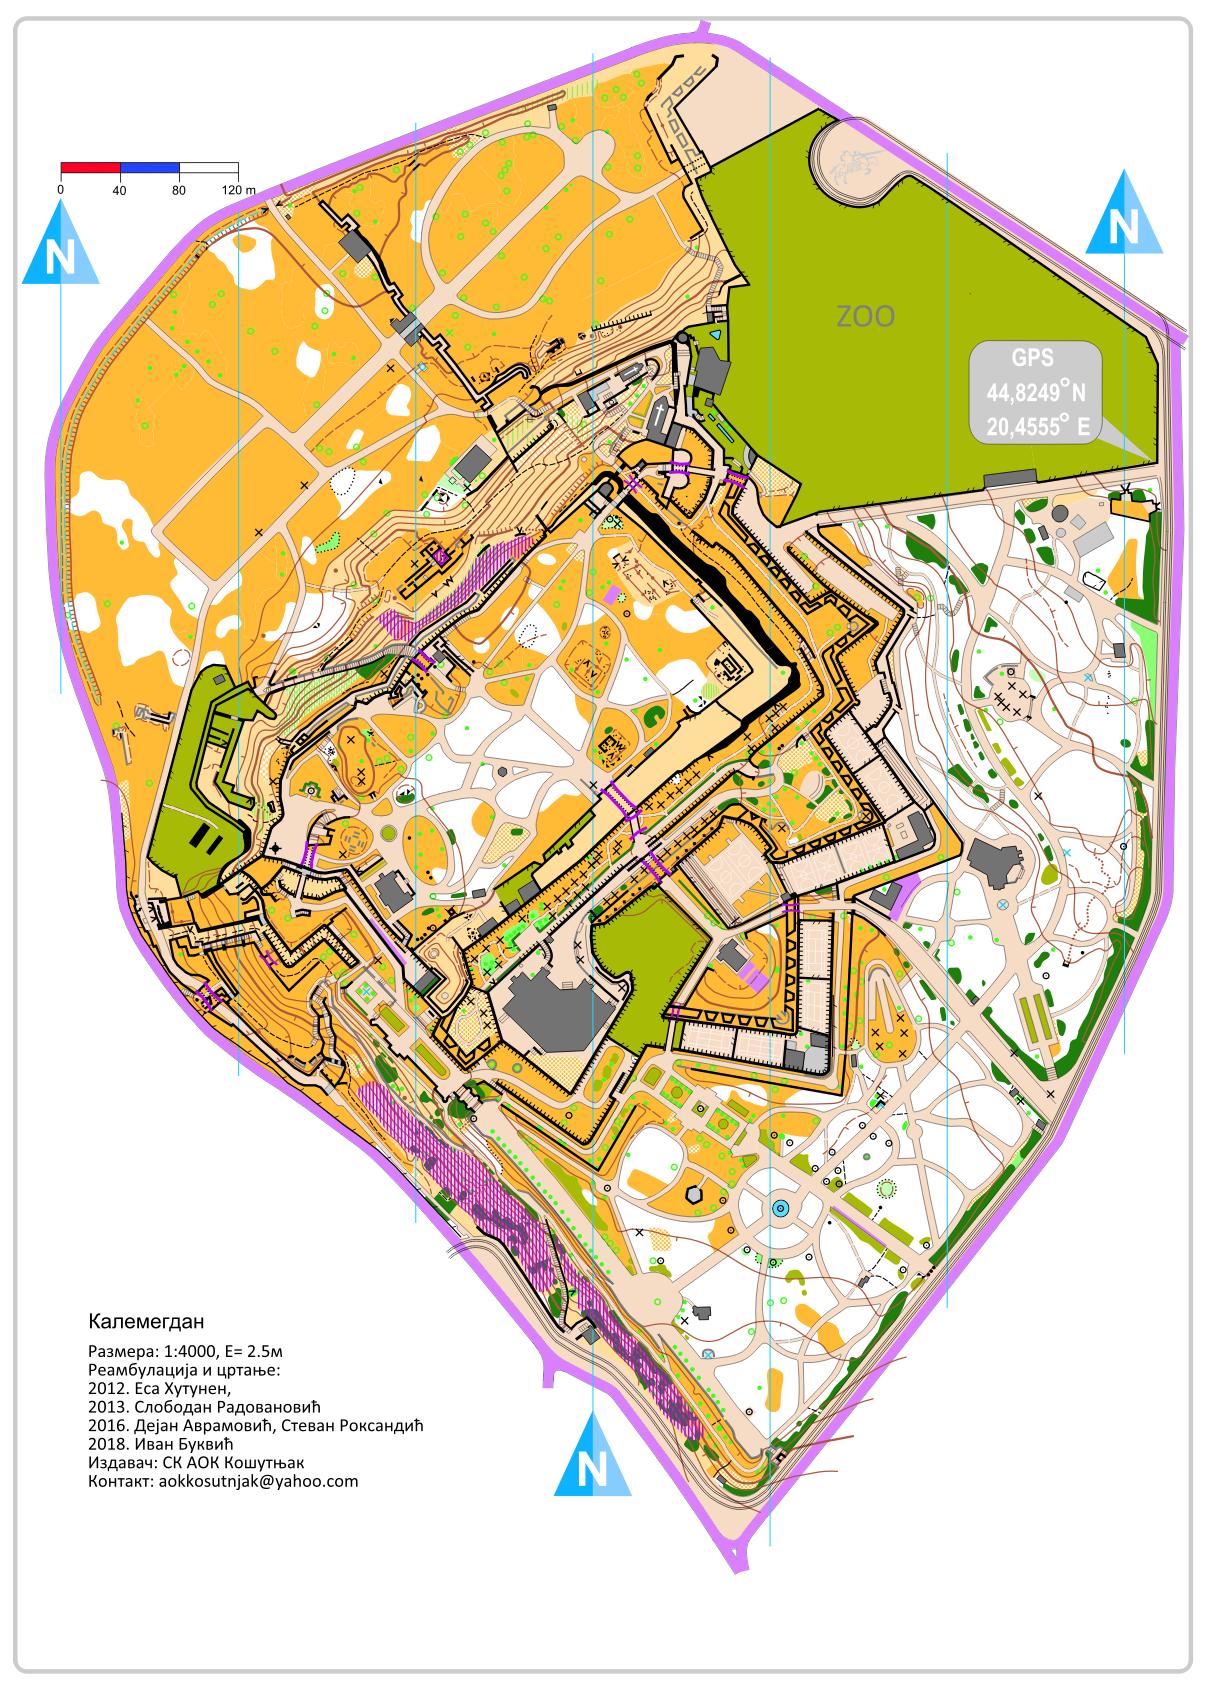 0 40 80 120 m
N
N
ZOO
GPS
44,8249° N
20,4555° E
Калемегдан
Размера: 1:4000, E= 2.5м
Реамбулација и цртање:
2012. Еса Хутунен,
2013. Слободан Радовановић
2016. Дејан Аврамовић, Стеван Роксандић
2018. Иван Буквић
Издавач: СК АОК Кошутњак
Контакт: aokkosutnjak@yahoo.com
N